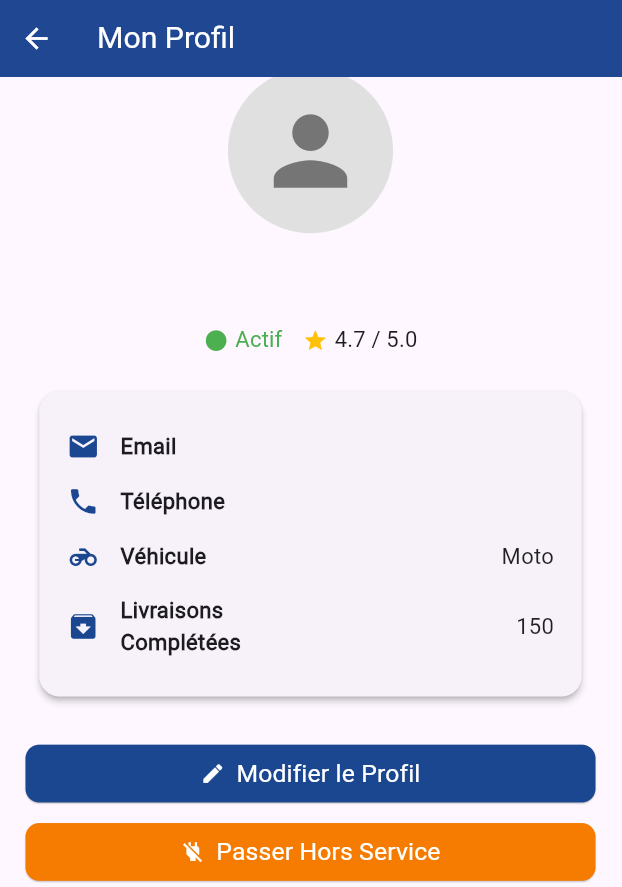 Mon Profil
Actif 4.7 / 5.0
Email
Téléphone
Véhicule Moto
Livraisons
Complétées 150
Modifier le Profil
Passer Hors Service